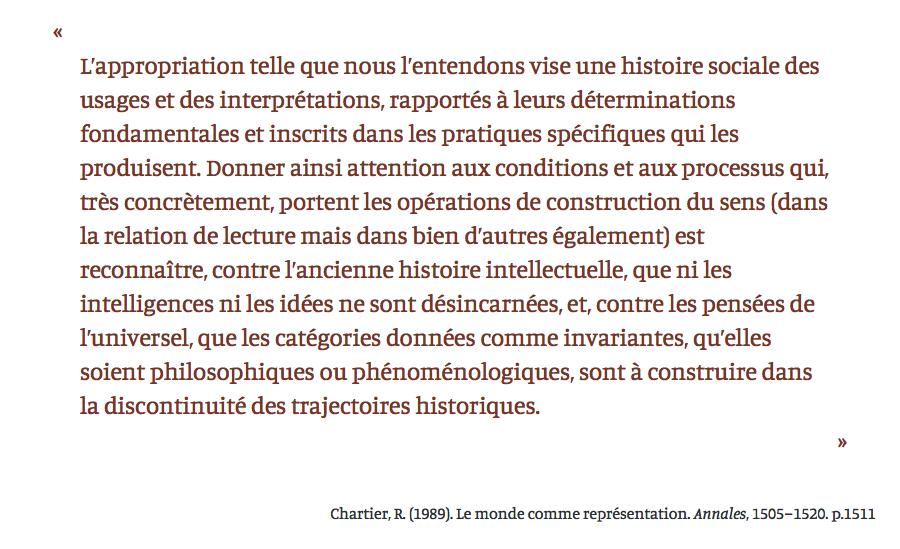 «
L’appropriation telle que nous l’entendons vise une histoire sociale des
usages et des interprétations, rapportés à leurs déterminations
fondamentales et inscrits dans les pratiques spécifiques qui les
produisent. Donner ainsi attention aux conditions et aux processus qui,
très concrètement, portent les opérations de construction du sens (dans
la relation de lecture mais dans bien d’autres également) est
reconnaître, contre l’ancienne histoire intellectuelle, que ni les
intelligences ni les idées ne sont désincarnées, et, contre les pensées de
l’universel, que les catégories données comme invariantes, qu’elles
soient philosophiques ou phénoménologiques, sont à construire dans
la discontinuité des trajectoires historiques.
»
Chartier, R. (1989). Le monde comme représentation. Annales, 1505–1520. p.1511